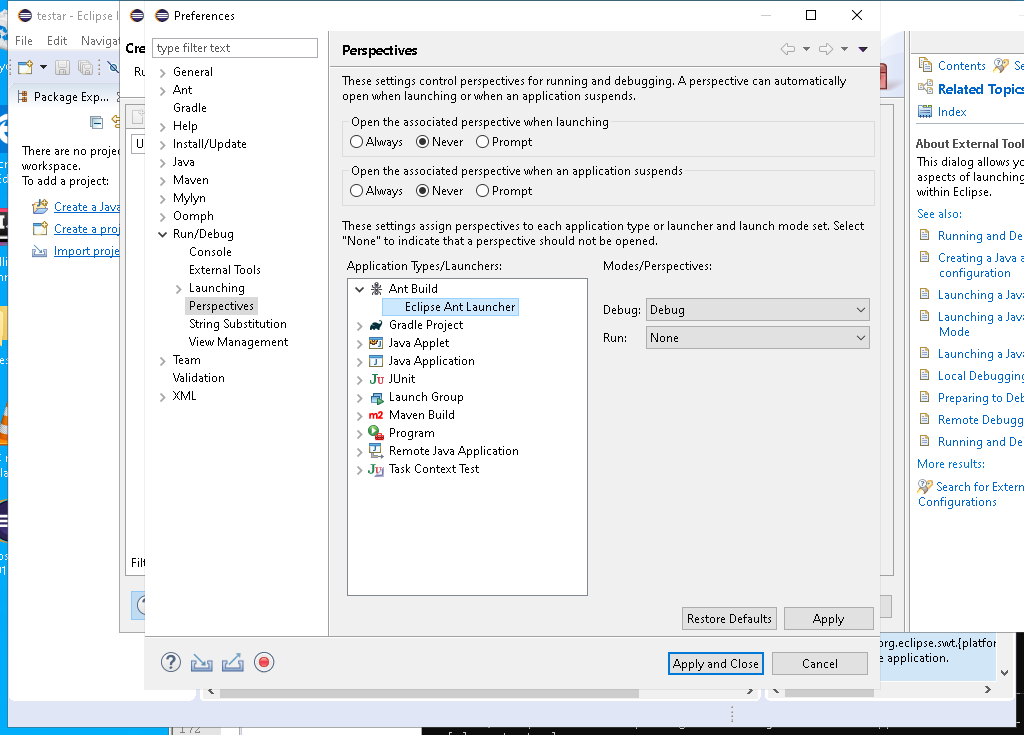 testar - Eclipse I
File Edit Navigat
Package Exp...
There are no projec
workspace.
To add a project:
Create a Java
Create a proj
Import proje
Cre
Ru
U
Filt
Preferences
type filter text
General
Ant
Gradle
Help
Install/Update
Java
Maven
Mylyn
Oomph
Run/Debug
Console
External Tools
Launching
Perspectives
String Substitution
View Management
Team
Validation
XML
Perspectives
These settings control perspectives for running and debugging. A perspective can automatically
open when launching or when an application suspends.
Open the associated perspective when launching
Always Never Prompt
Open the associated perspective when an application suspends
Always Never Prompt
These settings assign perspectives to each application type or launcher and launch mode set. Select
"None" to indicate that a perspective should not be opened.
Application Types/Launchers:
Ant Build
Eclipse Ant Launcher
Gradle Project
Java Applet
Java Application
JUnit
Launch Group
Maven Build
Program
Remote Java Application
Task Context Test
Modes/Perspectives:
Debug: Debug
Run: None
Restore Defaults Apply
Apply and Close Cancel
Contents Se
Related Topics
Index
About External Tool
This dialog allows yo
aspects of launching
within Eclipse.
See also:
Running and De
Creating a Java a
configuration
Launching a Java
Launching a Java
Mode
Launching a Java
Local Debugging
Preparing to Deb
Remote Debugg
Running and De
More results:
Search for Extern
Configurations
org.eclipse.swt.{platfor
e application.
172